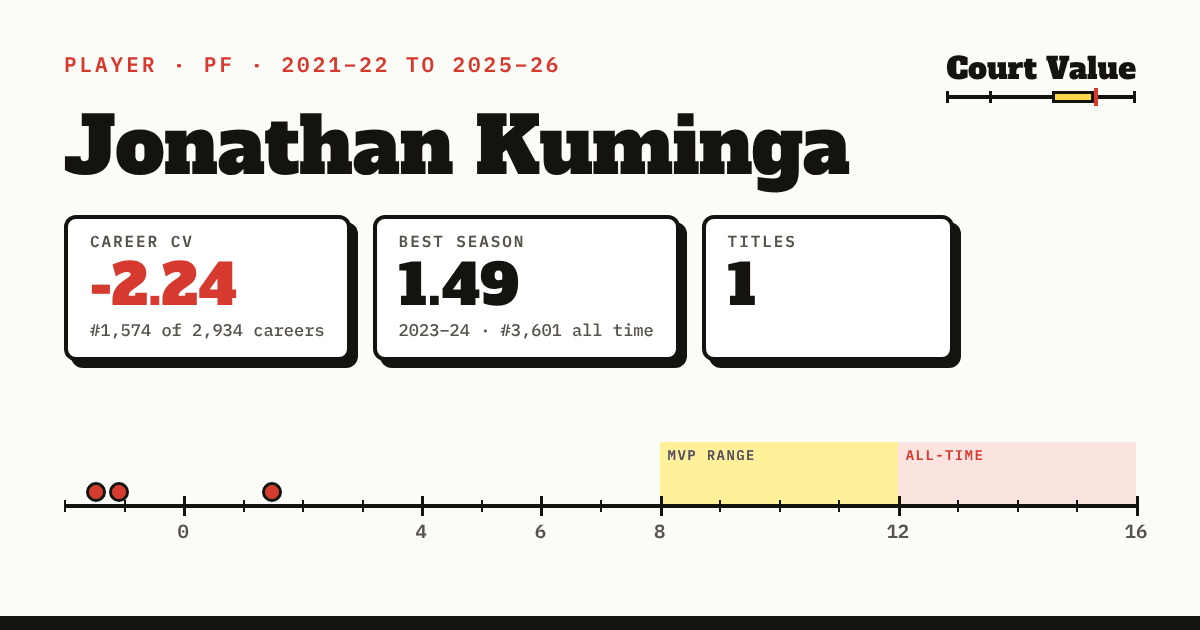 PLAYER · PF · 2021–22 TO 2025–26
Court Value
Jonathan Kuminga
CAREER CV
-2.24
#1,574 of 2,934 careers
BEST SEASON
1.49
2023–24 · #3,601 all time
TITLES
1
MVP RANGE
ALL-TIME
0 4 6 8 12 16